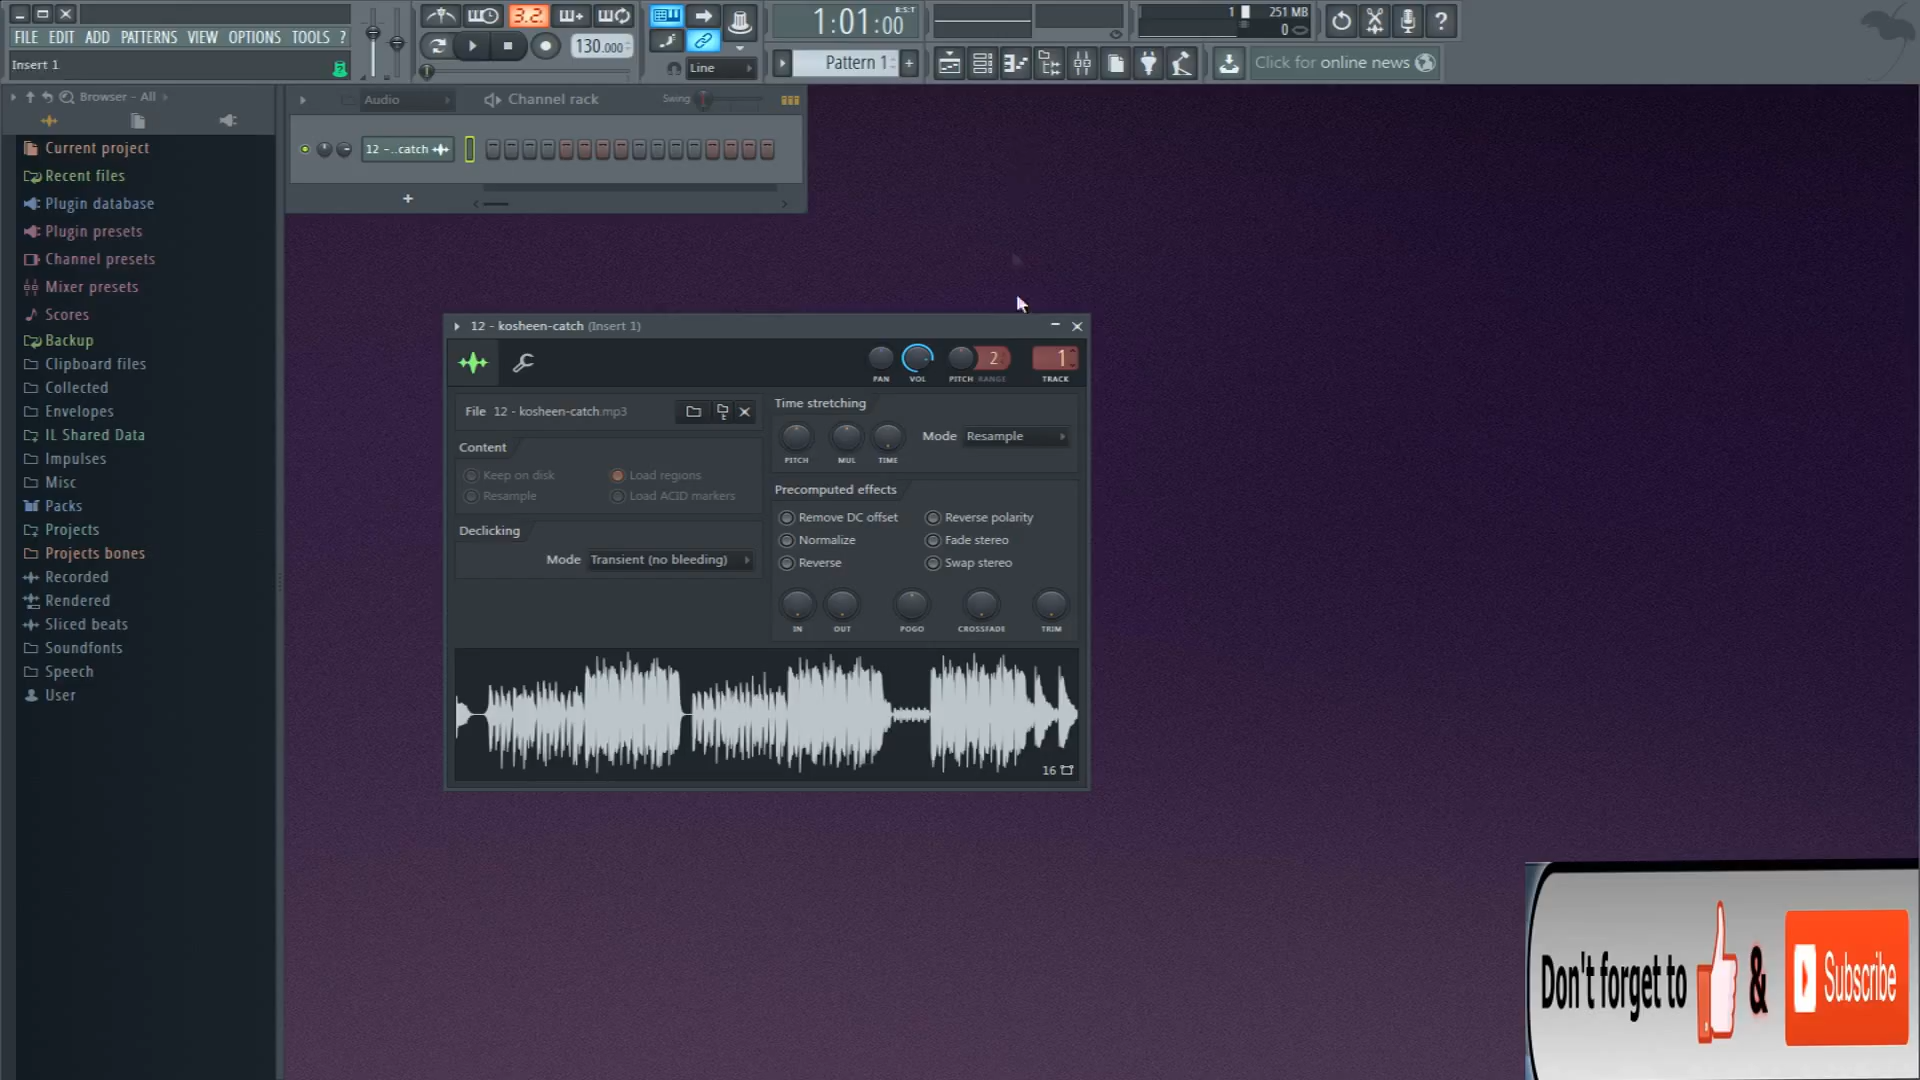 3.2.
130.000
Line
1:01:00
B:S:T
Pattern 1
+
1
251 MB
0
?
FILE EDIT ADD PATTERNS VIEW OPTIONS TOOLS ?
Insert 1
Click for online news
Browser - All
Audio
Channel rack
Swing
12 -..catch
+
Current project
Recent files
Plugin database
Plugin presets
Channel presets
Mixer presets
Scores
Backup
Clipboard files
Collected
Envelopes
IL Shared Data
Impulses
Misc
Packs
Projects
Projects bones
Recorded
Rendered
Sliced beats
Soundfonts
Speech
User
12 - kosheen-catch (Insert 1)
2
1
PAN VOL PITCH RANGE TRACK
File 12 - kosheen-catch.mp3
Content
Keep on disk Load regions
Resample Load ACID markers
Declicking
Mode Transient (no bleeding)
Time stretching
Mode Resample
PITCH MUL TIME
Precomputed effects
Remove DC offset Reverse polarity
Normalize Fade stereo
Reverse Swap stereo
IN OUT POGO CROSSFADE TRIM
16
Don't forget to & Subscribe